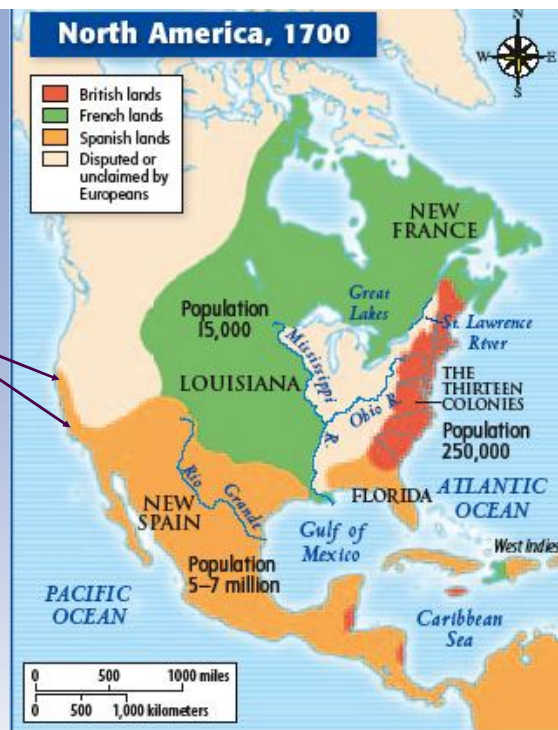 North America, 1700
N
W
E
S
British lands
French lands
Spanish lands
Disputed or
unclaimed by
Europeans
NEW
FRANCE
Great
Lakes
Population
15,000
St. Lawrence
River
Mississippi
R.
LOUISIANA
THE
THIRTEEN
COLONIES
Ohio R.
Population
250,000
Rio
Grande
FLORIDA
ATLANTIC
OCEAN
NEW
SPAIN
Gulf of
Mexico
West Indies
Population
5–7 million
PACIFIC
OCEAN
Caribbean
Sea
0 500 1000 miles
0 500 1,000 kilometers